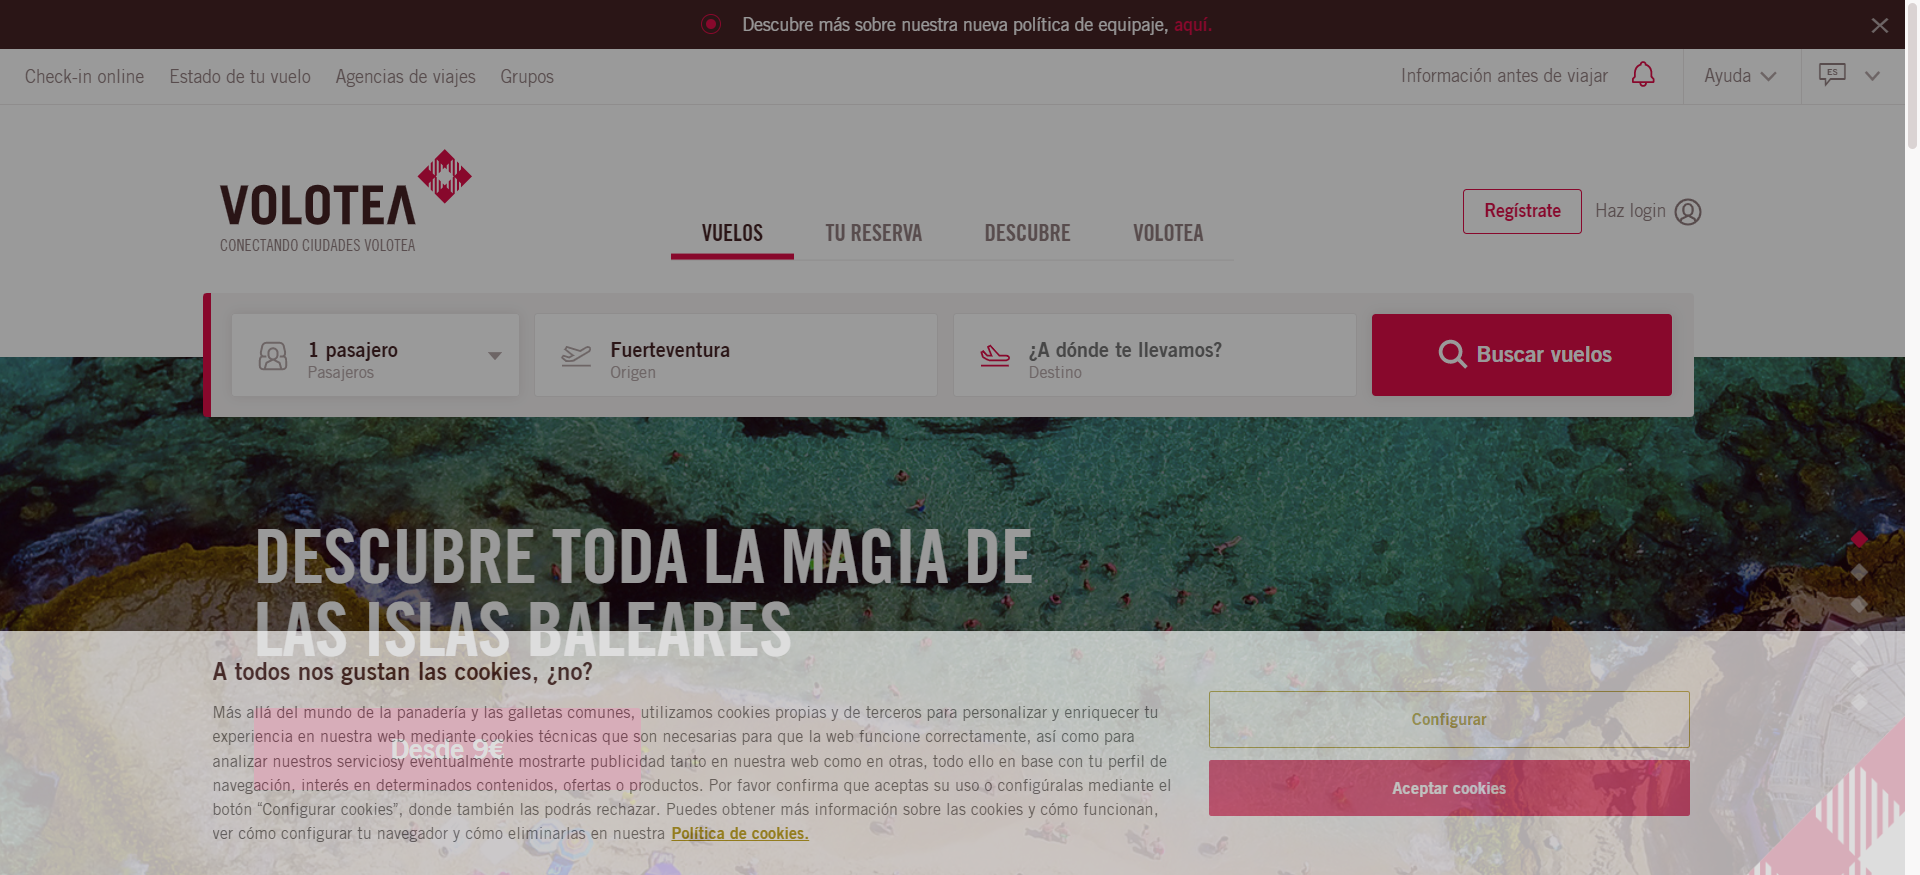 Descubre más sobre nuestra nueva política de equipaje, aquí.
Check-in online Estado de tu vuelo Agencias de viajes Grupos
Información antes de viajar Ayuda ES
VOLOTEA
CONECTANDO CIUDADES VOLOTEA
VUELOS TU RESERVA DESCUBRE VOLOTEA
Regístrate Haz login
1 pasajero
Pasajeros
Fuerteventura
Origen
¿A dónde te llevamos?
Destino
Buscar vuelos
DESCUBRE TODA LA MAGIA DE
LAS ISLAS BALEARES
Desde 9€
A todos nos gustan las cookies, ¿no?
Más allá del mundo de la panadería y las galletas comunes, utilizamos cookies propias y de terceros para personalizar y enriquecer tu
experiencia en nuestra web mediante cookies técnicas que son necesarias para que la web funcione correctamente, así como para
analizar nuestros serviciosy eventualmente mostrarte publicidad tanto en nuestra web como en otras, todo ello en base con tu perfil de
navegación, interés en determinados contenidos, ofertas o productos. Por favor confirma que aceptas su uso o configúralas mediante el
botón “Configurar cookies”, donde también las podrás rechazar. Puedes obtener más información sobre las cookies y cómo funcionan,
ver cómo configurar tu navegador y cómo eliminarlas en nuestra Política de cookies.
Configurar
Aceptar cookies